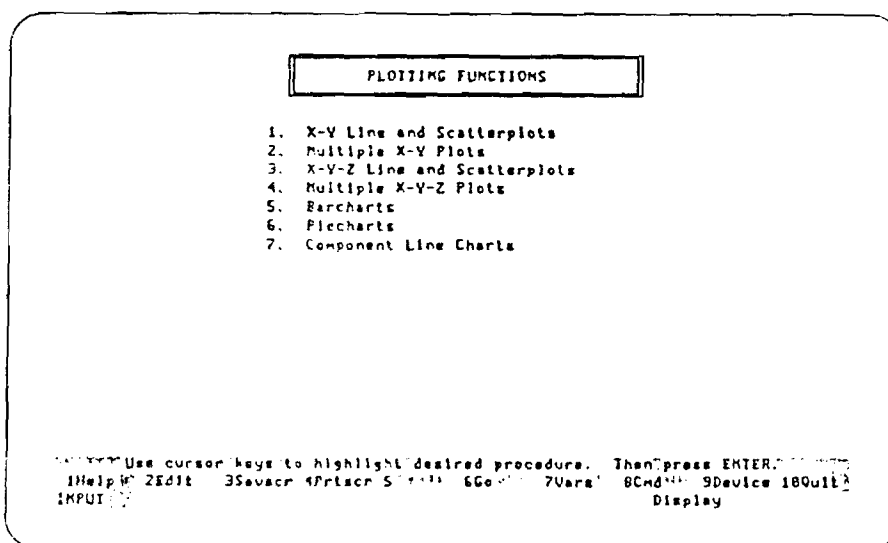 PLOTTING FUNCTIONS
1. X-Y Line and Scatterplots
2. Multiple X-Y Plots
3. X-Y-Z Line and Scatterplots
4. Multiple X-Y-Z Plots
5. Barcharts
6. Piecharts
7. Component Line Charts
Use cursor keys to highlight desired procedure. Then press ENTER.
1Help 2Edit 3Savscr 4Prtscr 5 6Go 7Vars 8Cmd 9Device 10Quit
INPUT Display